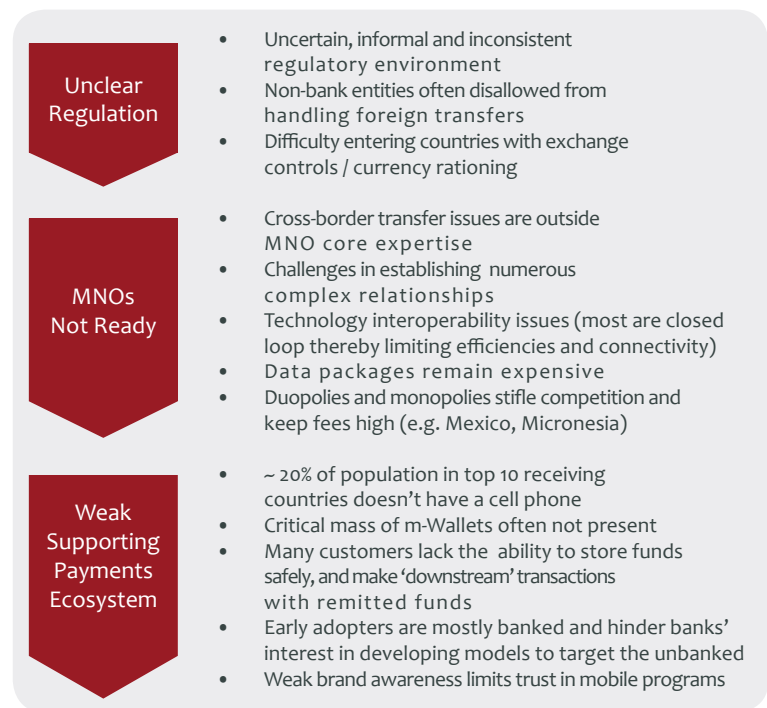 Unclear
Regulation
• Uncertain, informal and inconsistent
regulatory environment
• Non-bank entities often disallowed from
handling foreign transfers
• Difficulty entering countries with exchange
controls / currency rationing
MNOs
Not Ready
• Cross-border transfer issues are outside
MNO core expertise
• Challenges in establishing numerous
complex relationships
• Technology interoperability issues (most are closed
loop thereby limiting efficiencies and connectivity)
• Data packages remain expensive
• Duopolies and monopolies stifle competition and
keep fees high (e.g. Mexico, Micronesia)
Weak
Supporting
Payments
Ecosystem
• ~ 20% of population in top 10 receiving
countries doesn’t have a cell phone
• Critical mass of m-Wallets often not present
• Many customers lack the ability to store funds
safely, and make ‘downstream’ transactions
with remitted funds
• Early adopters are mostly banked and hinder banks’
interest in developing models to target the unbanked
• Weak brand awareness limits trust in mobile programs